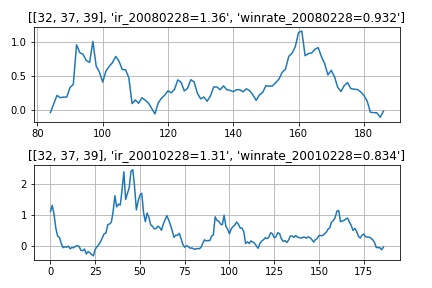 [[32, 37, 39], 'ir_20080228=1.36', 'winrate_20080228=0.932']
1.0
0.5
0.0
80 100 120 140 160 180
[[32, 37, 39], 'ir_20010228=1.31', 'winrate_20010228=0.834']
2
1
0
0 25 50 75 100 125 150 175